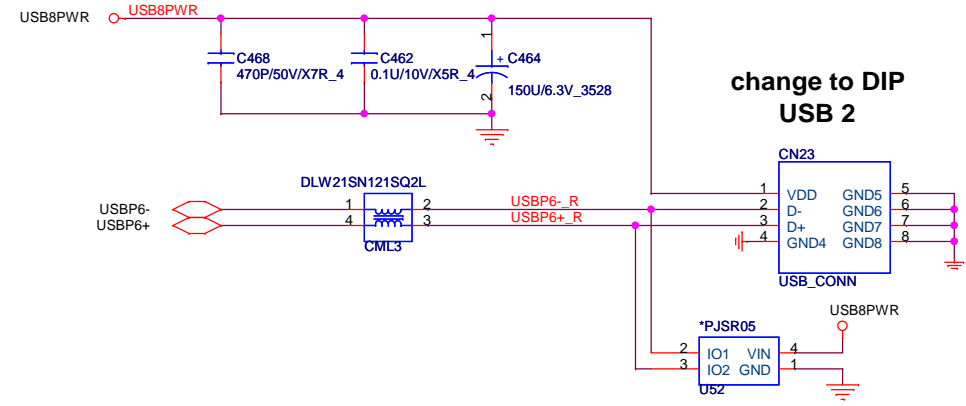 USB8PWR
USB8PWR
C468
470P/50V/X7R_4
C462
0.1U/10V/X5R_4
1
+ C464
2
150U/6.3V_3528
change to DIP
USB 2
CN23
DLW21SN121SQ2L
USBP6-
USBP6+
1 2
4 3
CML3
USBP6-_R
USBP6+_R
1 VDD GND5 5
2 D- GND6 6
3 D+ GND7 7
4 GND4 GND8 8
USB_CONN
USB8PWR
*PJSR05
2 IO1 VIN 4
3 IO2 GND 1
U52